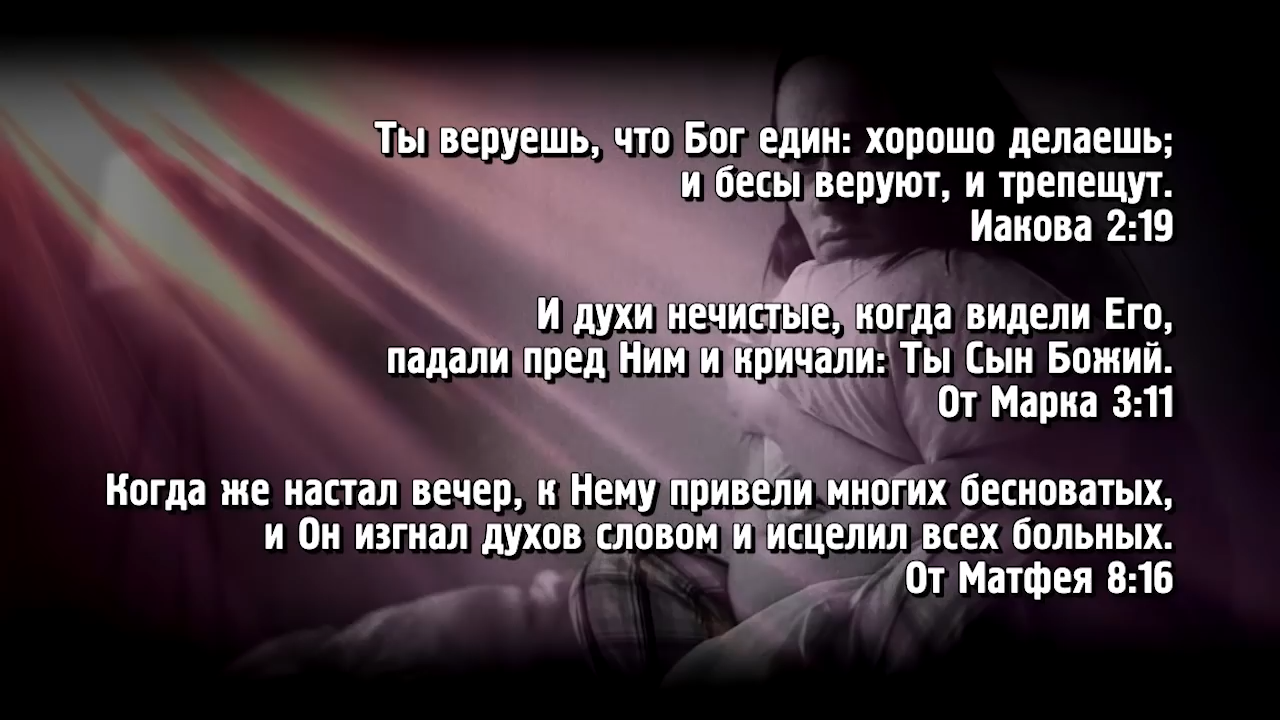 Ты веруешь, что Бог един: хорошо делаешь;
и бесы веруют, и трепещут.
Иакова 2:19
И духи нечистые, когда видели Его,
падали пред Ним и кричали: Ты Сын Божий.
От Марка 3:11
Когда же настал вечер, к Нему привели многих бесноватых,
и Он изгнал духов словом и исцелил всех больных.
От Матфея 8:16